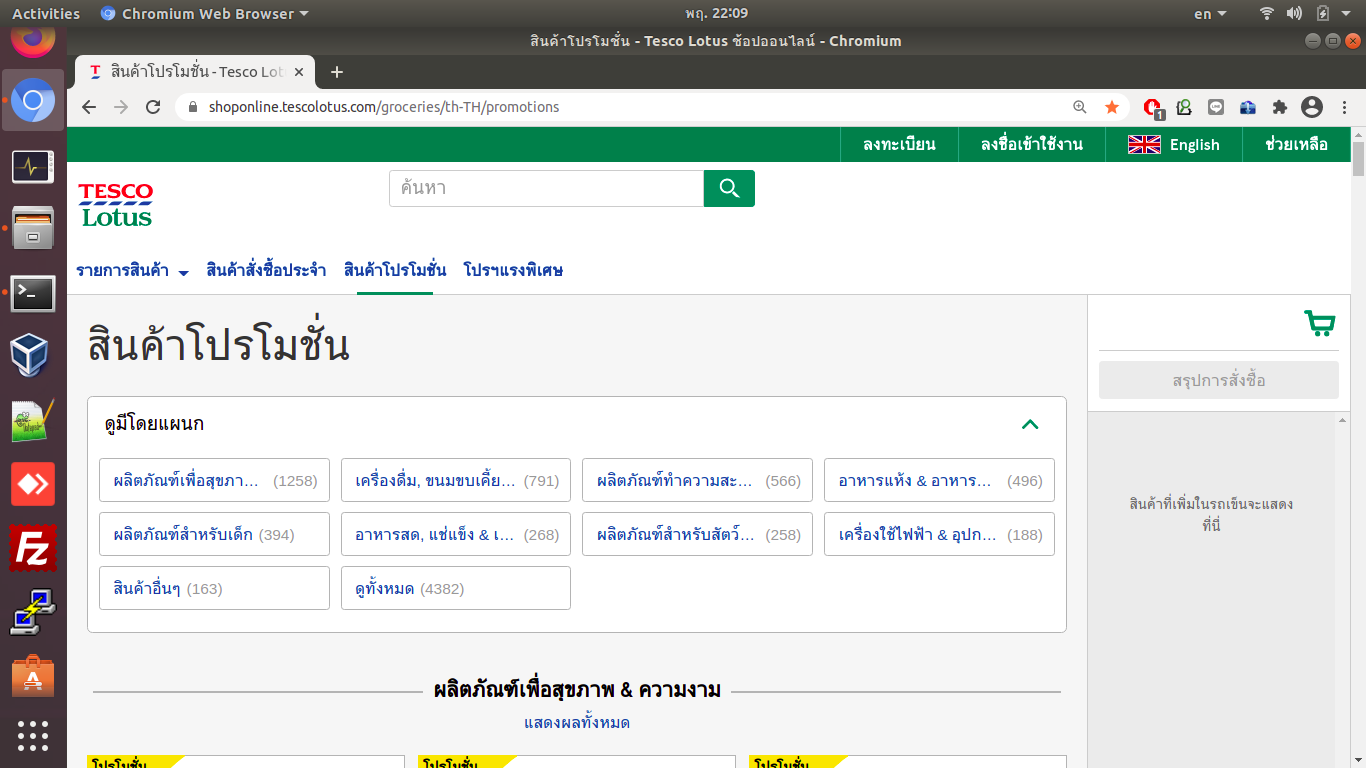 Activities Chromium Web Browser พฤ. 22:09 en
สินค้าโปรโมชั่น - Tesco Lotus ช้อปออนไลน์ - Chromium
สินค้าโปรโมชั่น - Tesco Lot
shoponline.tescolotus.com/groceries/th-TH/promotions
1
ลงทะเบียน ลงชื่อเข้าใช้งาน English ช่วยเหลือ
TESCO
Lotus
ค้นหา
รายการสินค้า สินค้าสั่งซื้อประจำ สินค้าโปรโมชั่น โปรฯแรงพิเศษ
สินค้าโปรโมชั่น
สรุปการสั่งซื้อ
ดูมีโดยแผนก
ผลิตภัณฑ์เพื่อสุขภา... (1258) เครื่องดื่ม, ขนมขบเคี้ย... (791) ผลิตภัณฑ์ทำความสะ... (566) อาหารแห้ง & อาหาร... (496)
ผลิตภัณฑ์สำหรับเด็ก (394) อาหารสด, แช่แข็ง & เ... (268) ผลิตภัณฑ์สำหรับสัตว์... (258) เครื่องใช้ไฟฟ้า & อุปก... (188)
สินค้าอื่นๆ (163) ดูทั้งหมด (4382)
สินค้าที่เพิ่มในรถเข็นจะแสดง
ที่นี่
ผลิตภัณฑ์เพื่อสุขภาพ & ความงาม
แสดงผลทั้งหมด
โปรโมชั่น โปรโมชั่น โปรโมชั่น